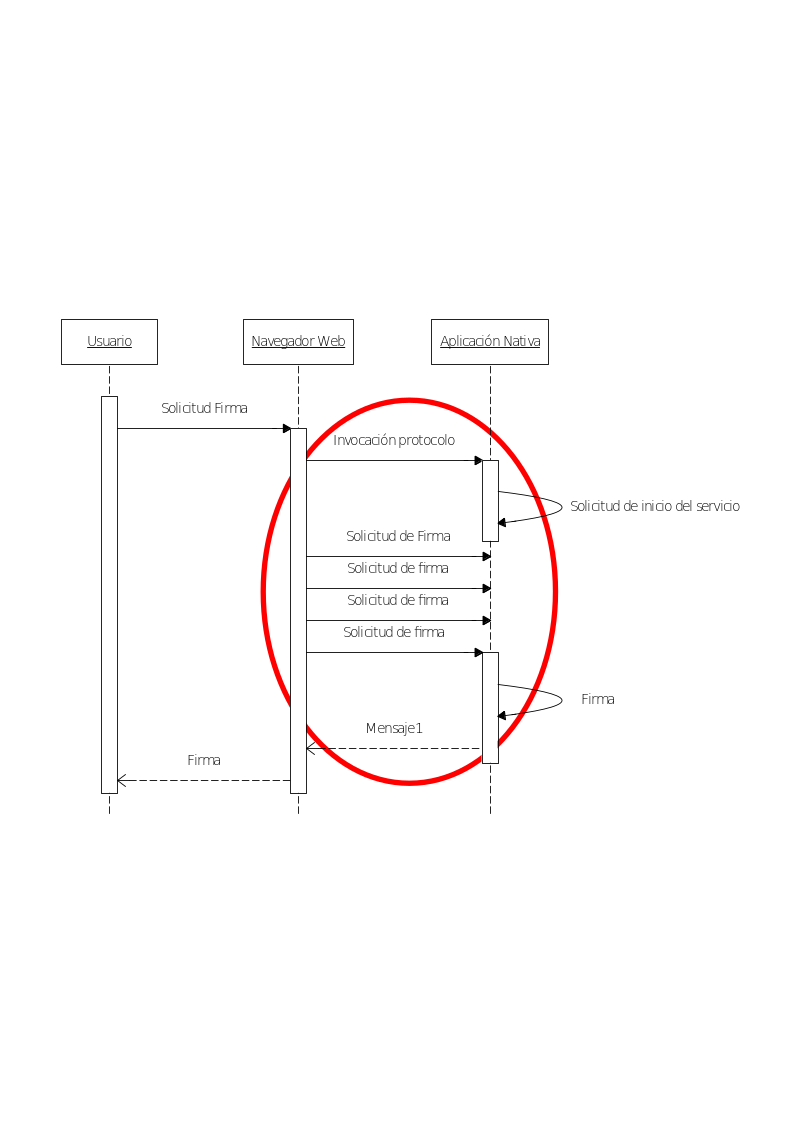 Usuario
Navegador Web
Aplicación Nativa
Solicitud Firma
Invocación protocolo
Solicitud de inicio del servicio
Solicitud de Firma
Solicitud de firma
Solicitud de firma
Solicitud de firma
Firma
Mensaje1
Firma